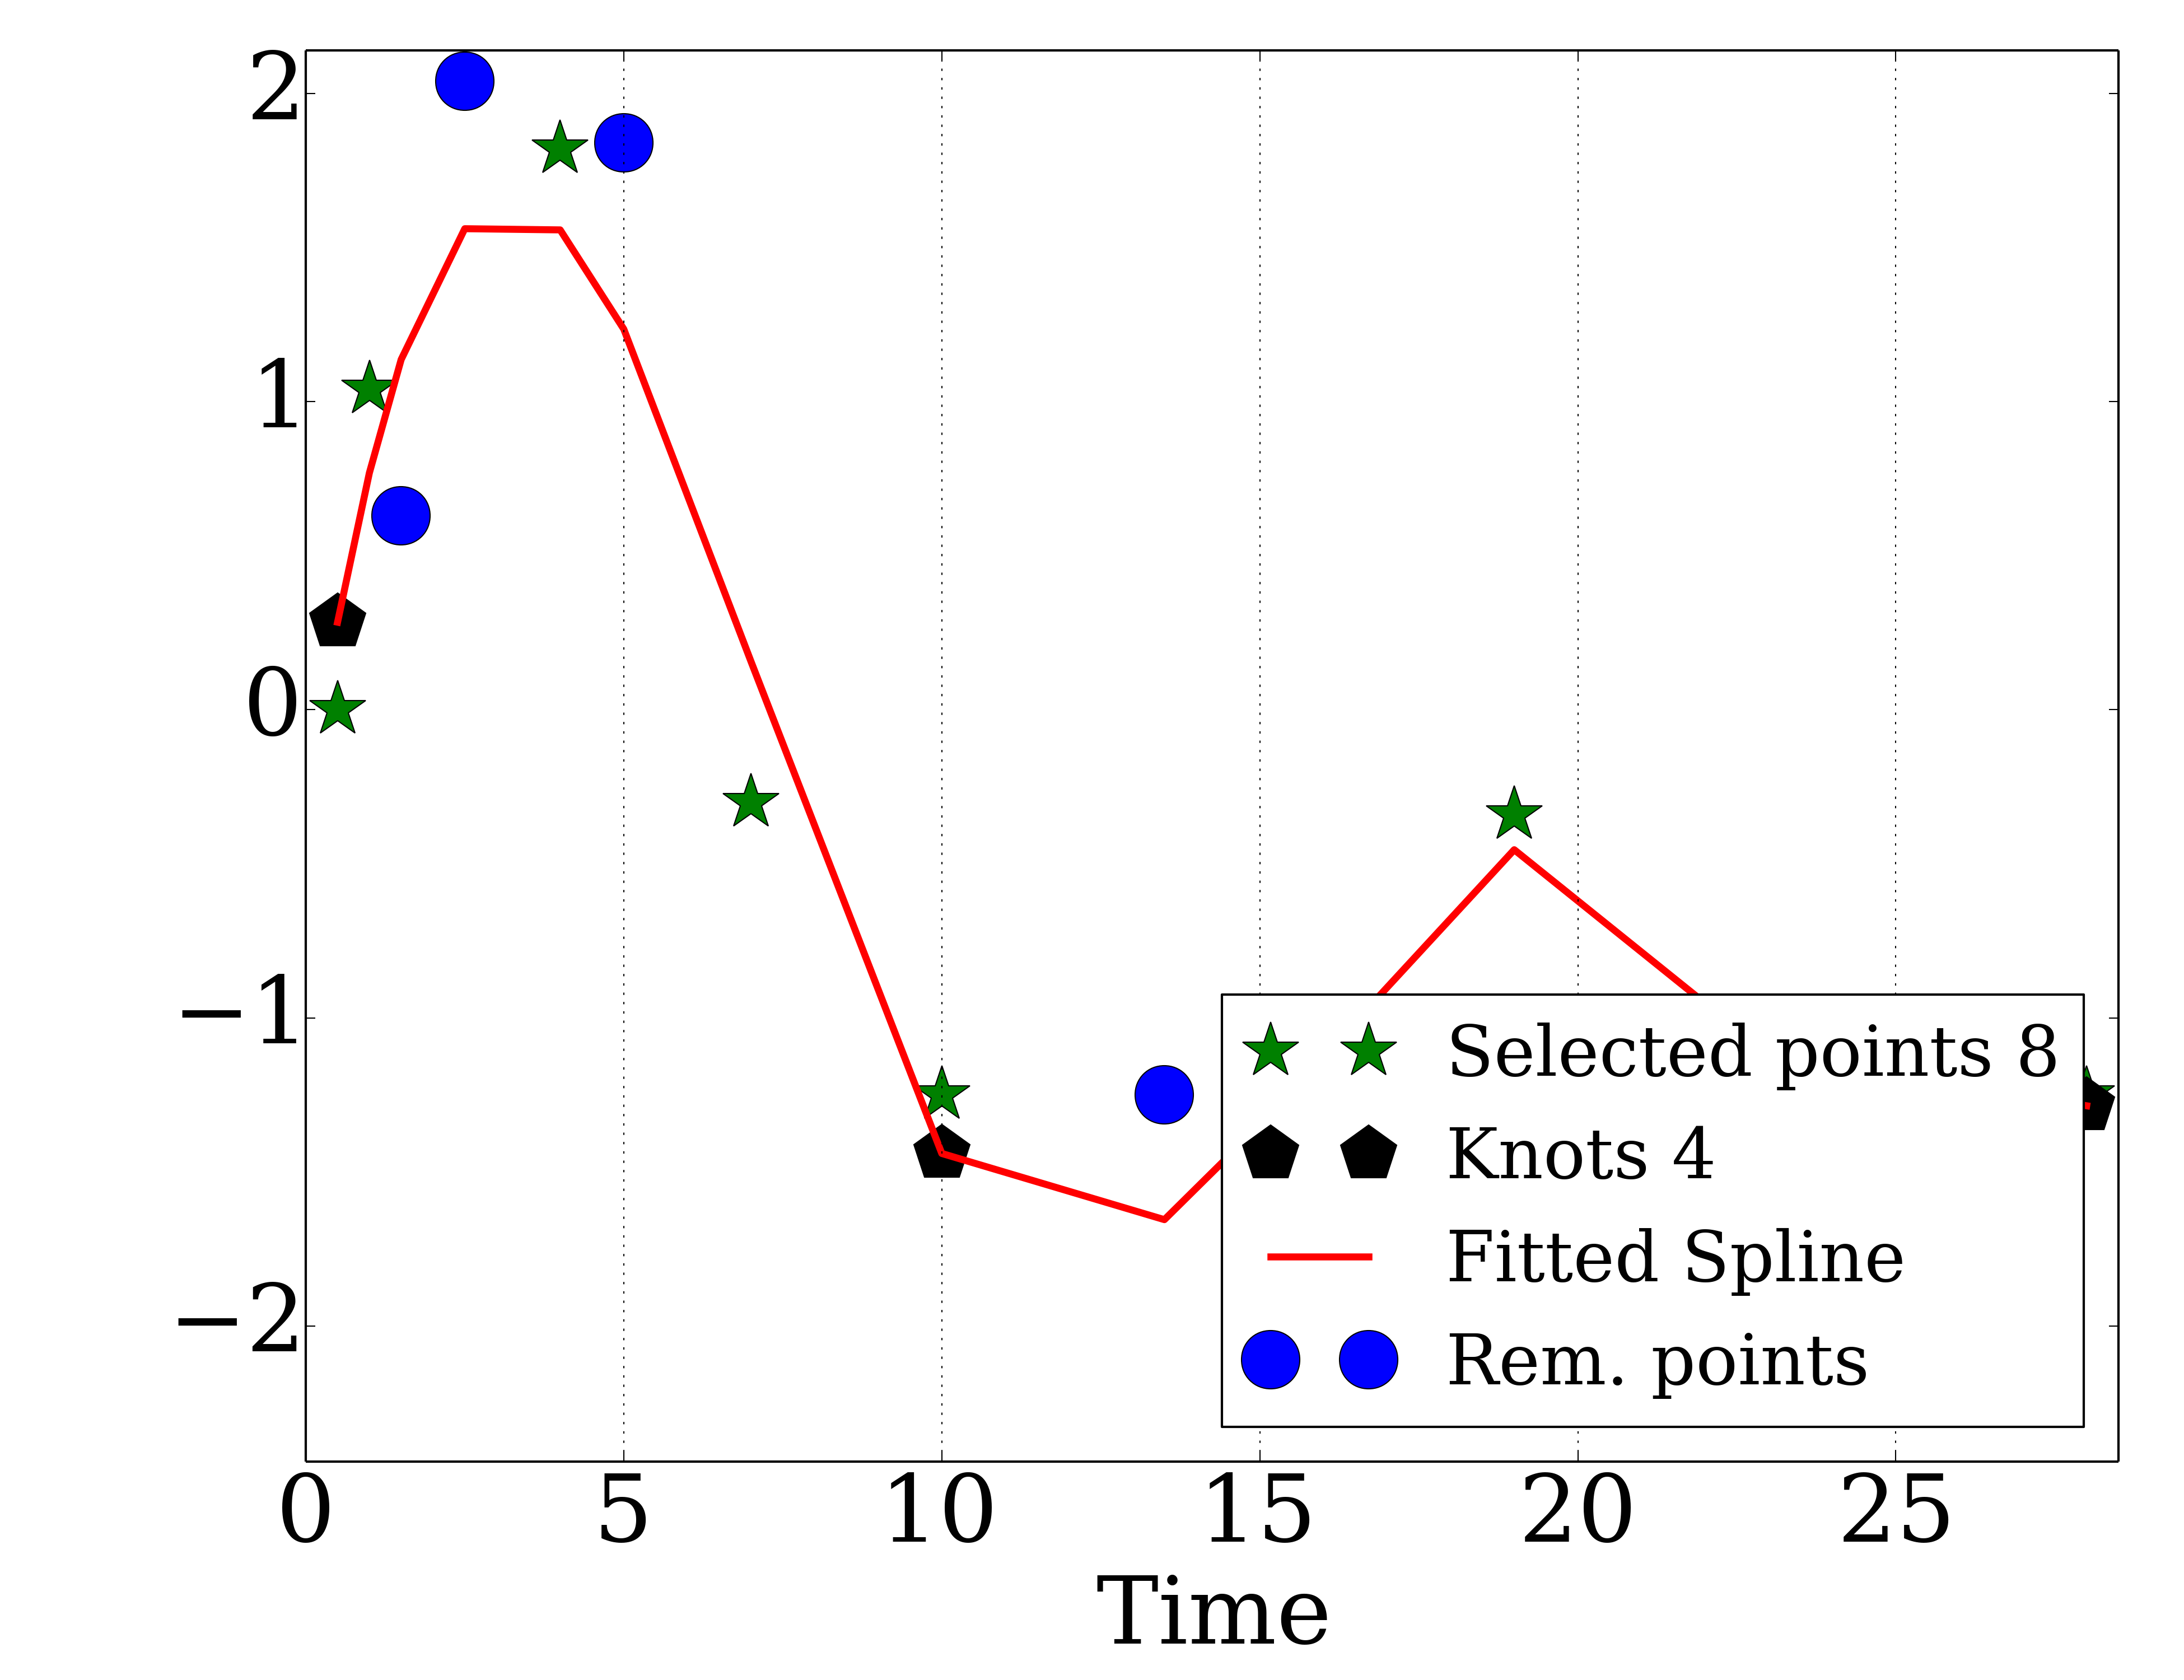 2
1
0
−1
−2
Selected points 8
Knots 4
Fitted Spline
Rem. points
0 5 10 15 20 25
Time